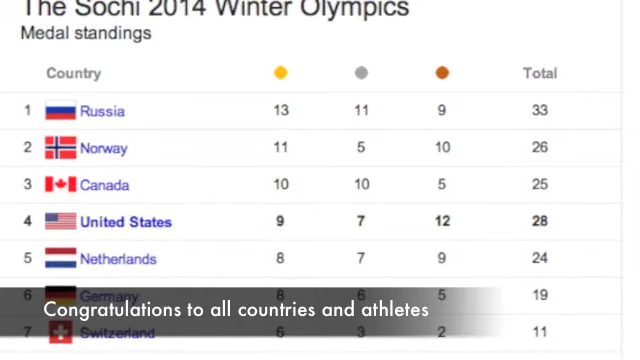 The Sochi 2014 Winter Olympics
Medal standings
Country Total
1 Russia 13 11 9 33
2 Norway 11 5 10 26
3 Canada 10 10 5 25
4 United States 9 7 12 28
5 Netherlands 8 7 9 24
6 Germany 8 6 5 19
Congratulations to all countries and athletes
7 Switzerland 6 3 2 11